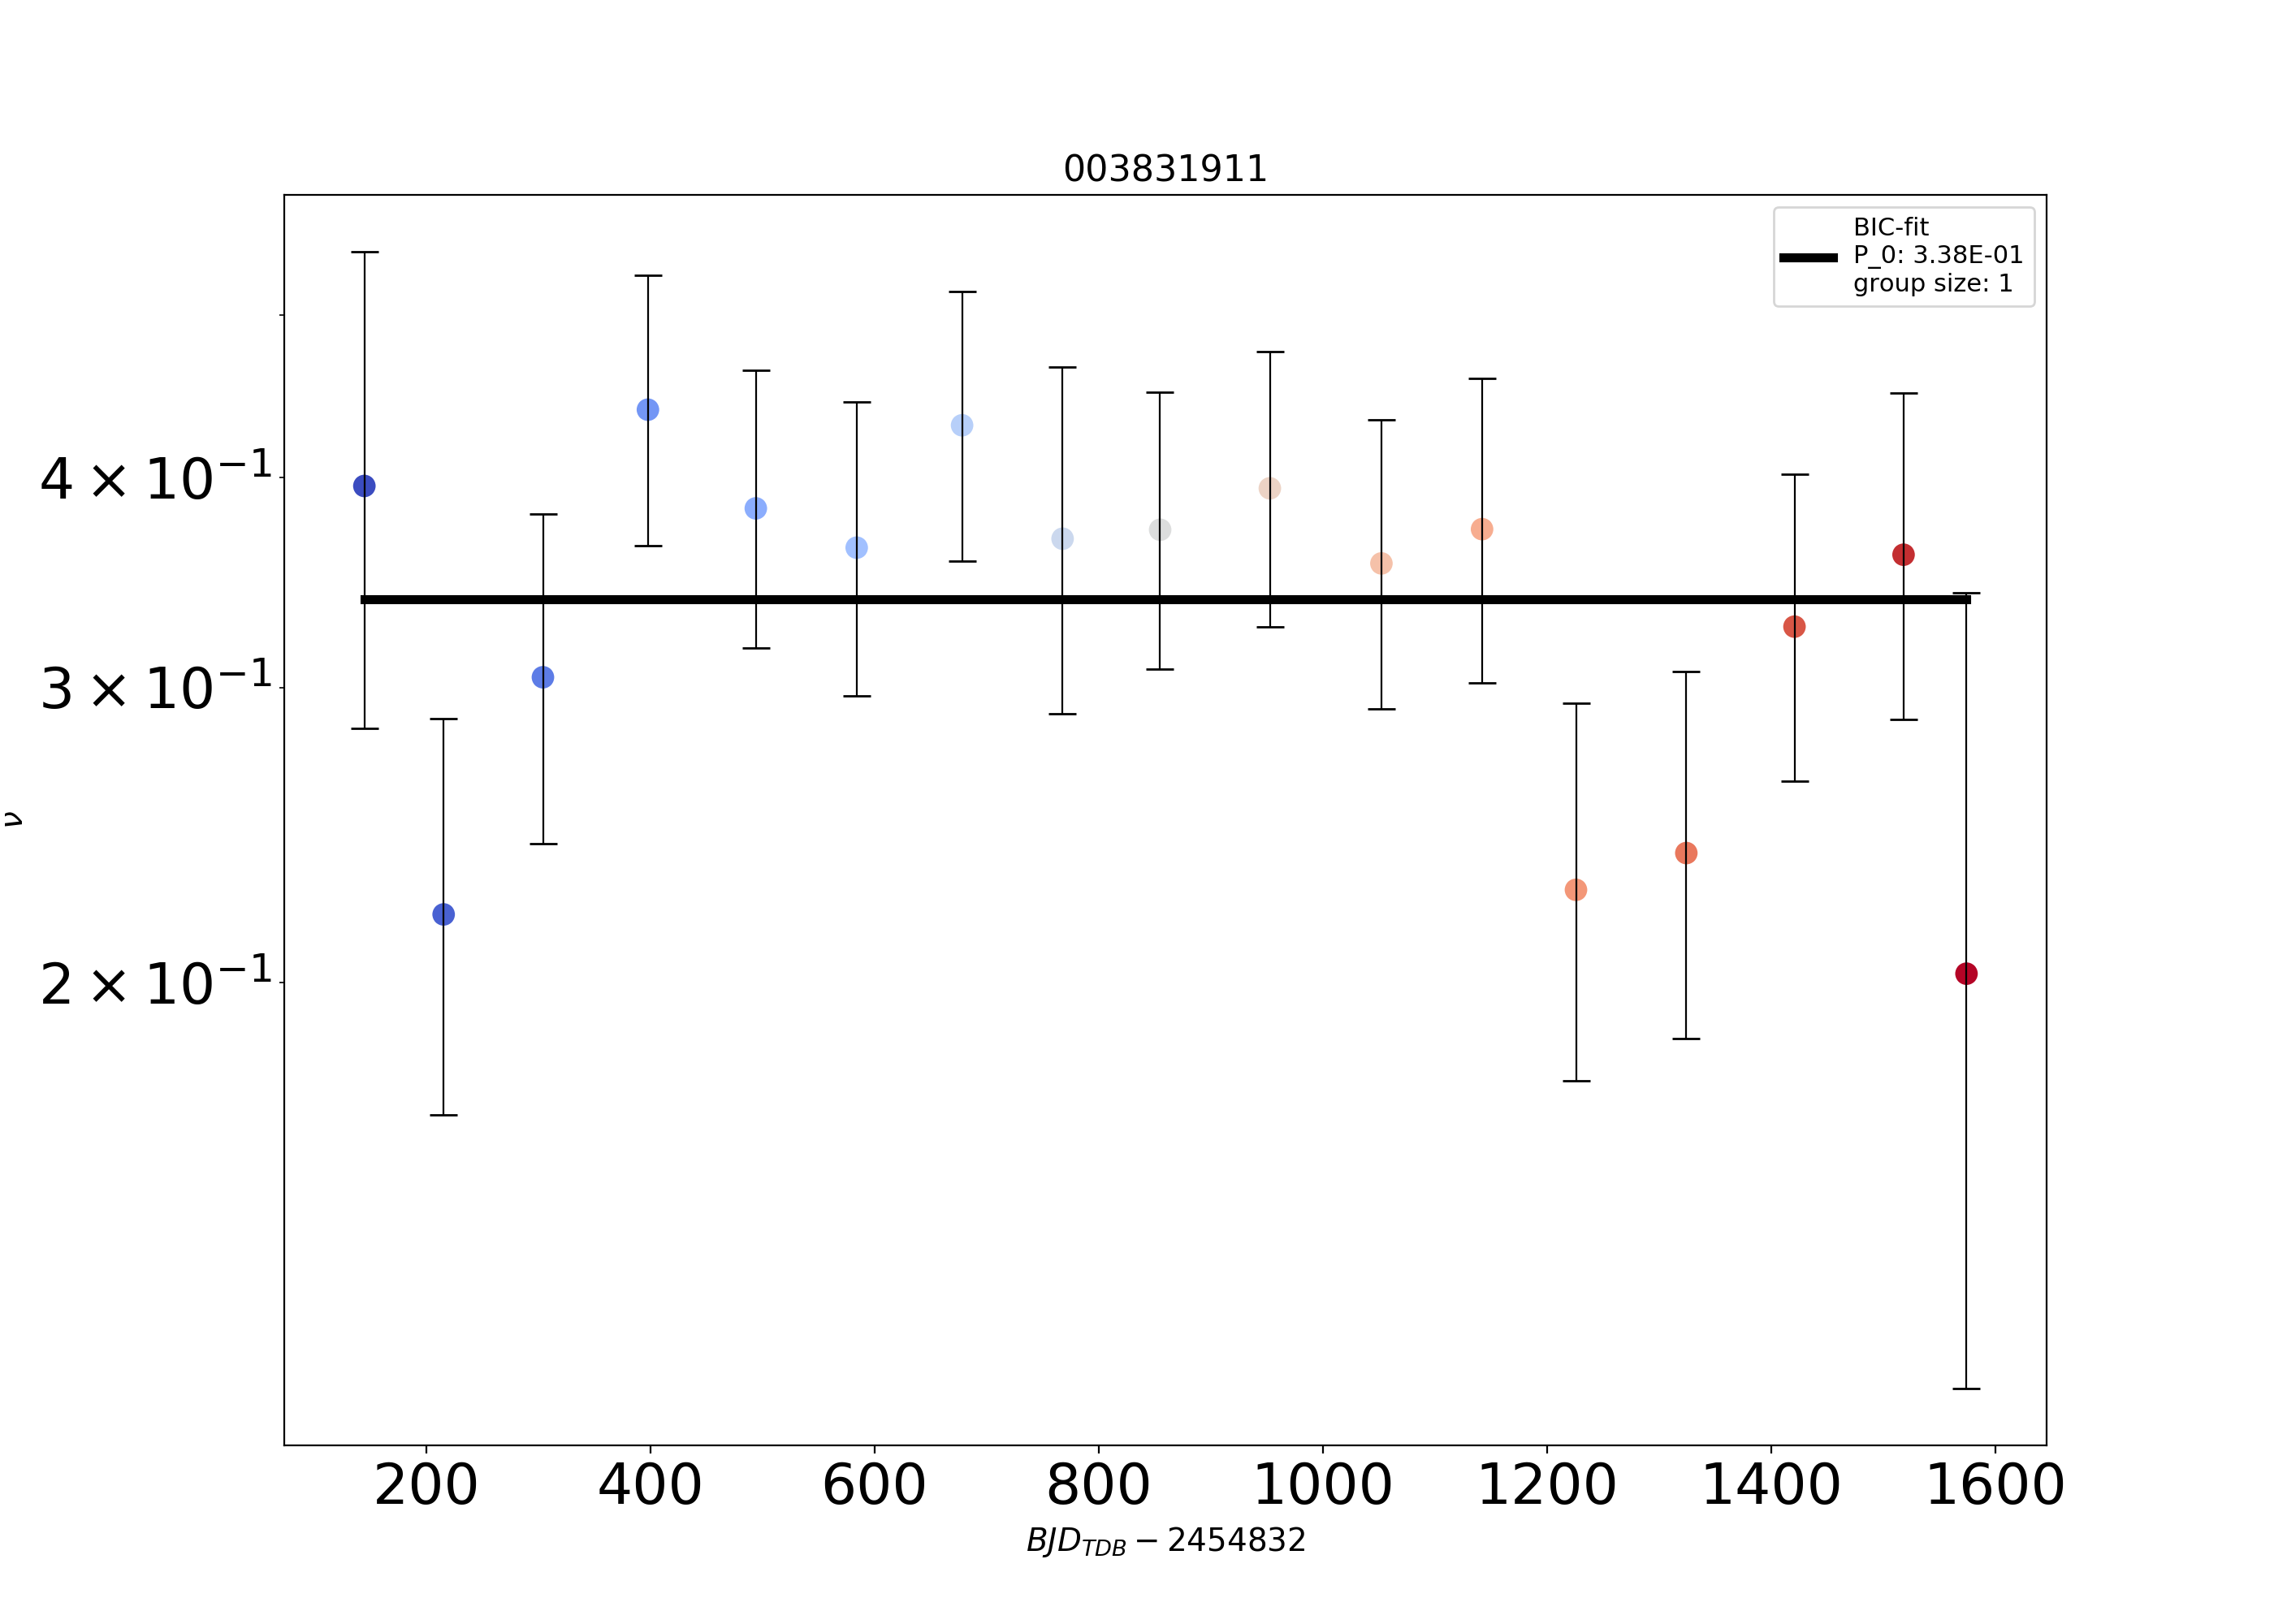 003831911
BIC-fit
P_0: 3.38E-01
group size: 1
4 × 10⁻¹
3 × 10⁻¹
2 × 10⁻¹
ν
200 400 600 800 1000 1200 1400 1600
BJD_TDB − 2454832